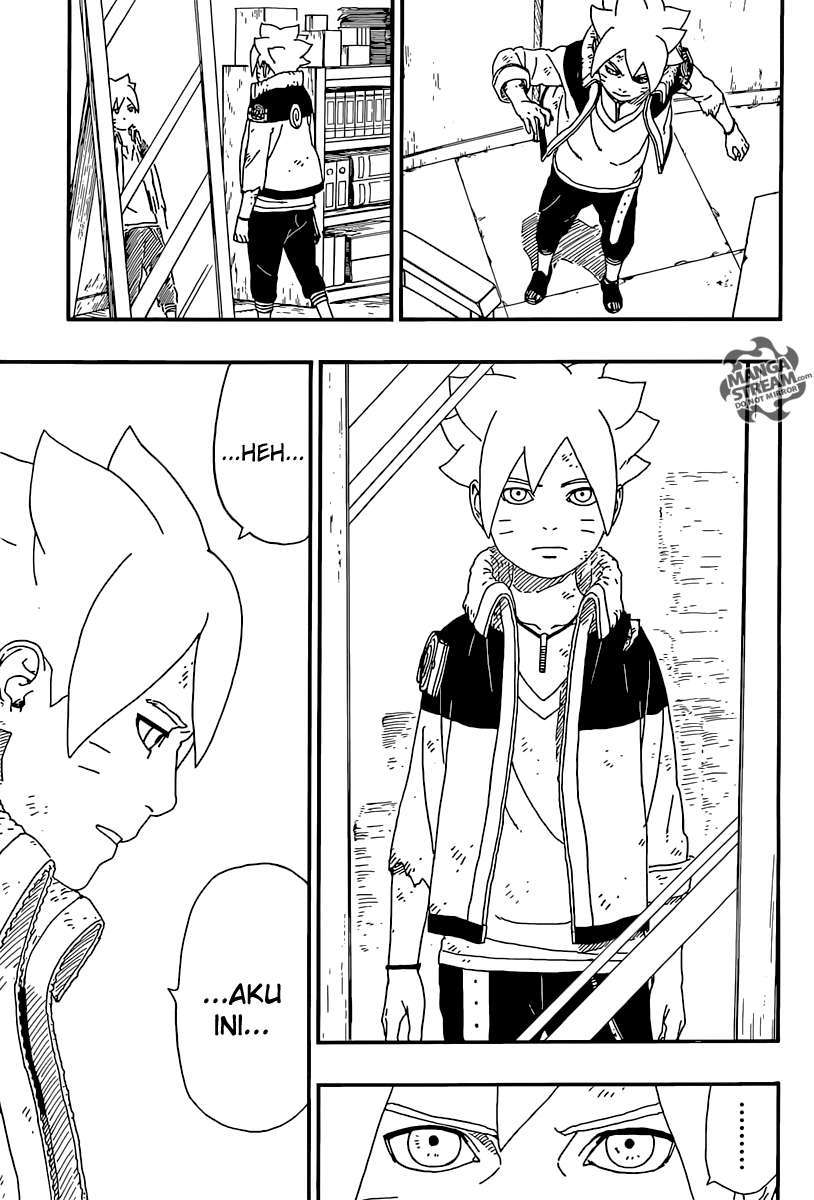 MANGA
STREAM.com
DO NOT MIRROR
...HEH...
...AKU
INI...
.........